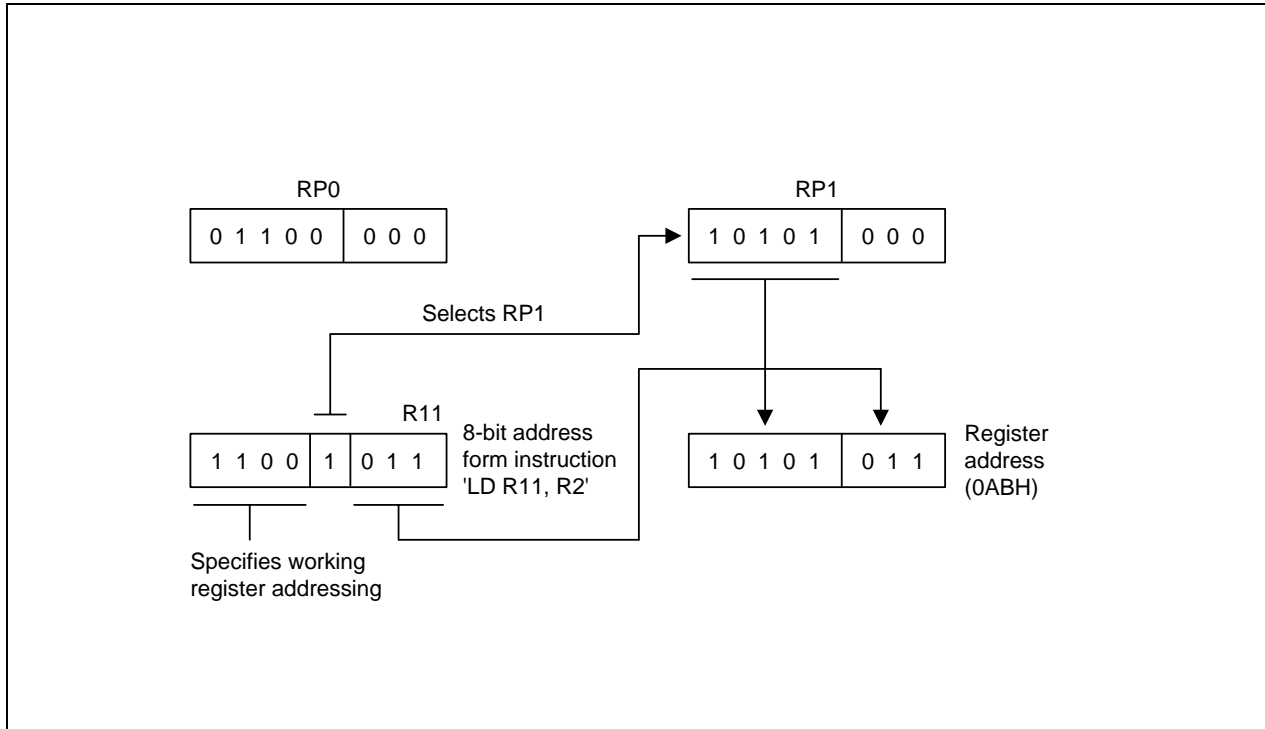 RP0
0 1 1 0 0 0 0 0
RP1
1 0 1 0 1 0 0 0
Selects RP1
R11
1 1 0 0 1 0 1 1
8-bit address
form instruction
'LD R11, R2'
1 0 1 0 1 0 1 1
Register
address
(0ABH)
Specifies working
register addressing